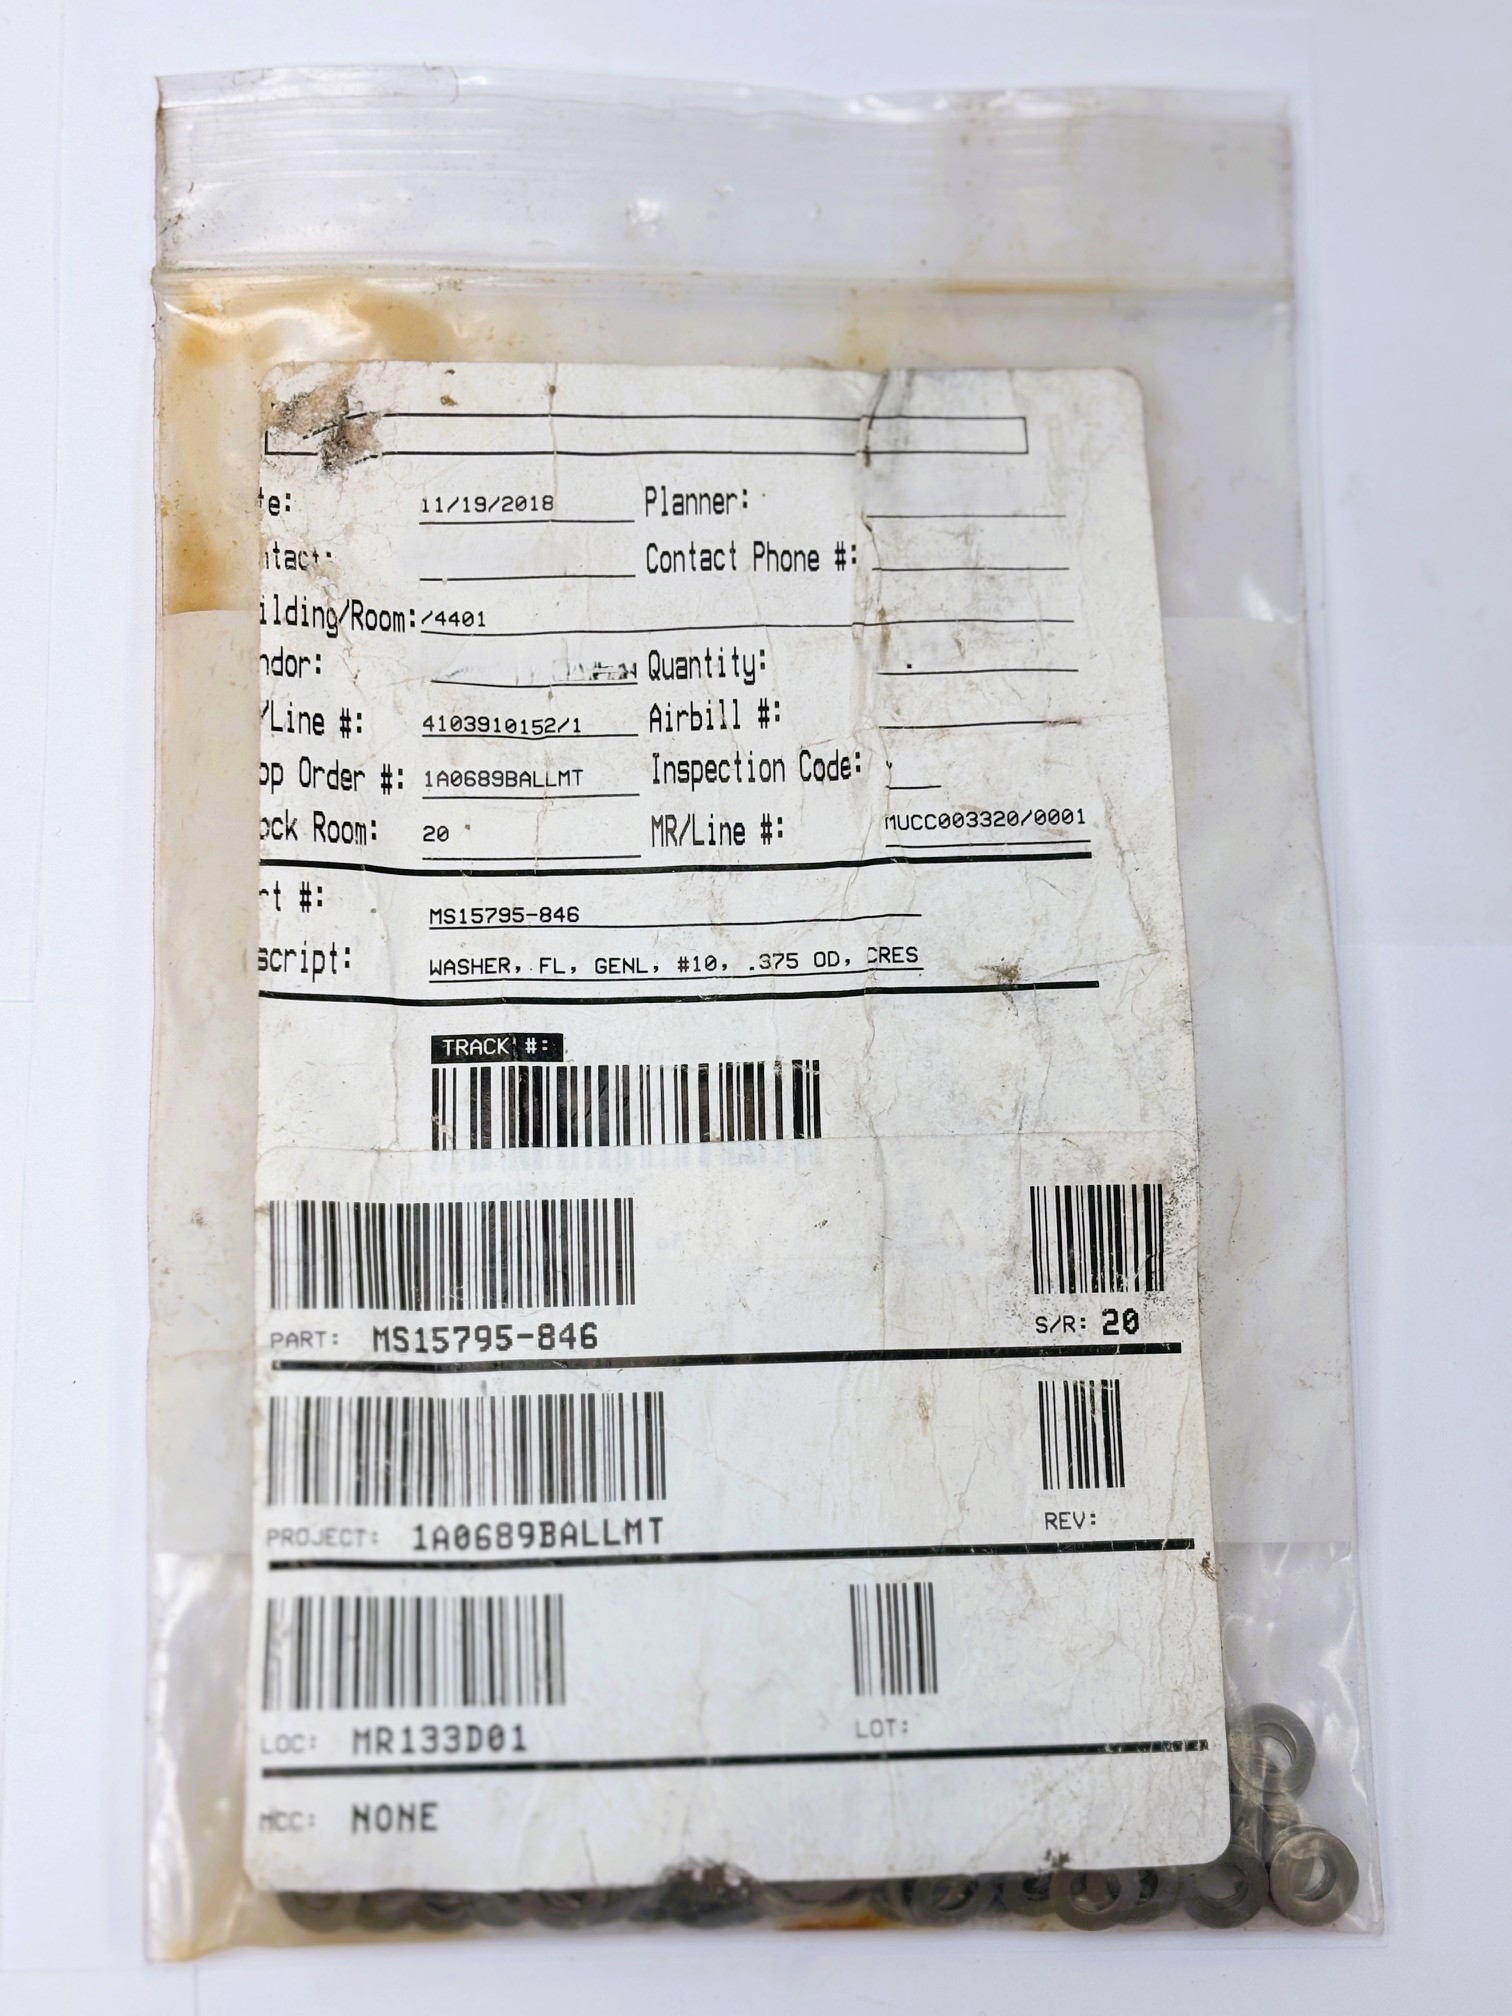 te: 11/19/2018 Planner:
ntact: Contact Phone #:
ilding/Room: /4401
ndor: Quantity:
/Line #: 4103910152/1 Airbill #:
op Order #: 1A0689BALLMT Inspection Code:
ock Room: 20 MR/Line #: MUCC003320/0001
rt #: MS15795-846
script: WASHER, FL, GENL, #10, .375 OD, CRES
TRACK #:
PART: MS15795-846 S/R: 20
PROJECT: 1A0689BALLMT REV:
LOC: MR133D01 LOT:
MCC: NONE